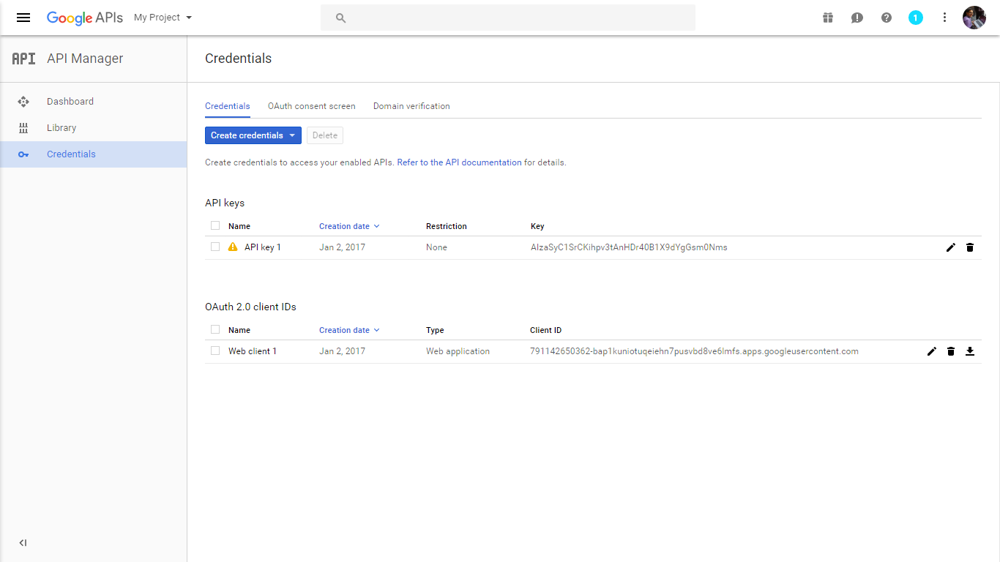 Google APIs My Project
1
API API Manager
Credentials
Dashboard
Library
Credentials
Credentials OAuth consent screen Domain verification
Create credentials Delete
Create credentials to access your enabled APIs. Refer to the API documentation for details.
API keys
Name Creation date Restriction Key
API key 1 Jan 2, 2017 None AIzaSyC1SrCKihpv3tAnHDr40B1X9dYgGsm0Nms
OAuth 2.0 client IDs
Name Creation date Type Client ID
Web client 1 Jan 2, 2017 Web application 791142650362-bap1kuniotuqeiehn7pusvbd8ve6lmfs.apps.googleusercontent.com